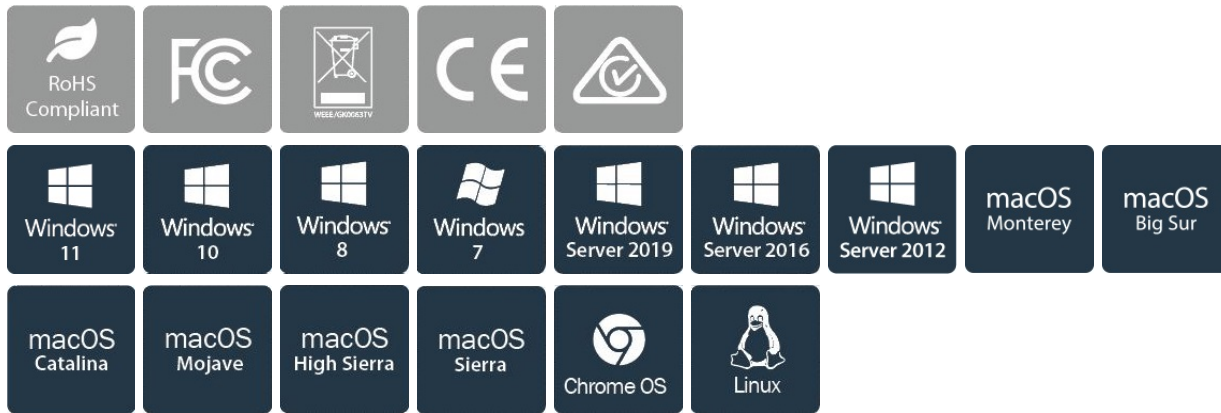 RoHS
Compliant
FC
WEEE/GK0083TV
CE
Windows
11
Windows
10
Windows
8
Windows
7
Windows
Server 2019
Windows
Server 2016
Windows
Server 2012
macOS
Monterey
macOS
Big Sur
macOS
Catalina
macOS
Mojave
macOS
High Sierra
macOS
Sierra
Chrome OS
Linux